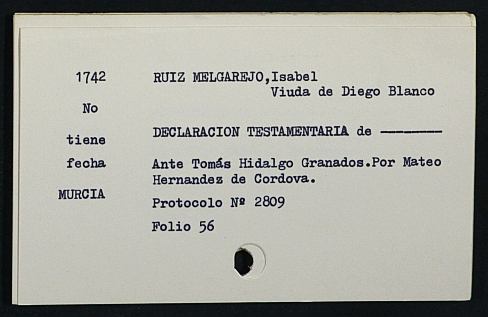 1742 RUIZ MELGAREJO,Isabel
Viuda de Diego Blanco
No
tiene DECLARACION TESTAMENTARIA de ————
fecha Ante Tomás Hidalgo Granados.Por Mateo
Hernandez de Cordova.
MURCIA Protocolo Nº 2809
Folio 56